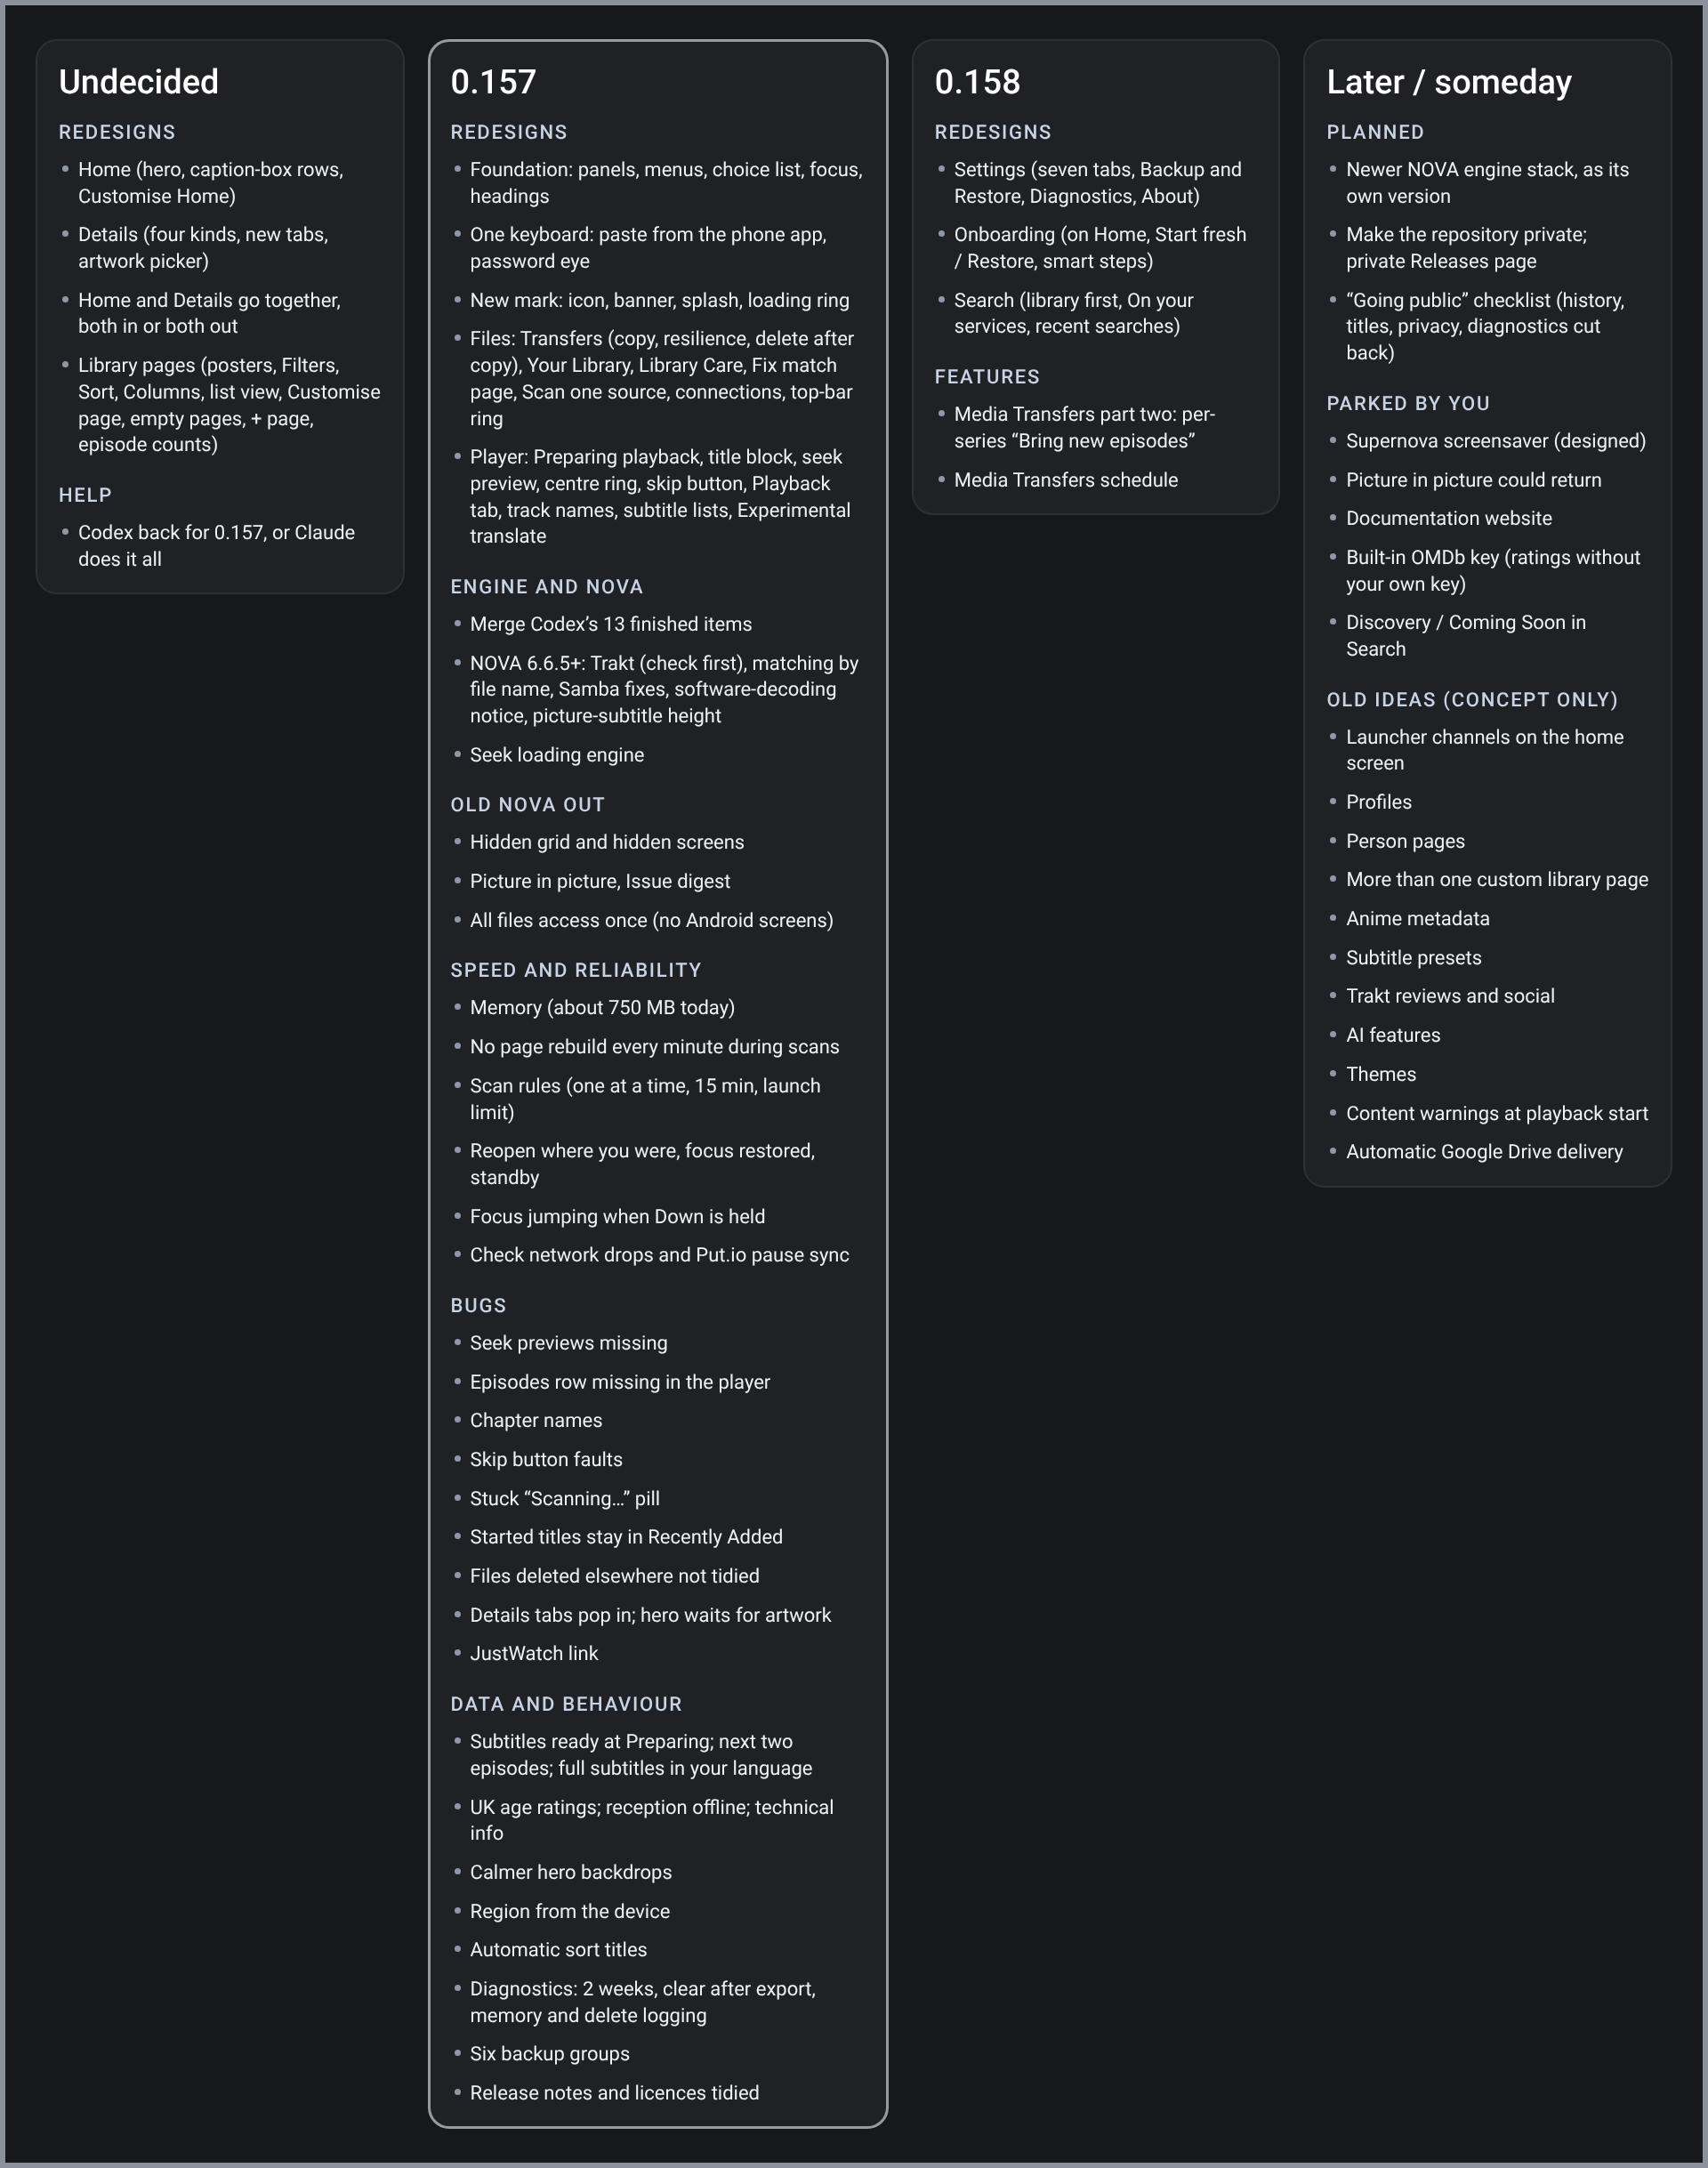 Undecided
REDESIGNS
Home (hero, caption-box rows,
Customise Home)
Details (four kinds, new tabs,
artwork picker)
Home and Details go together,
both in or both out
Library pages (posters, Filters,
Sort, Columns, list view, Customise
page, empty pages, + page,
episode counts)
HELP
Codex back for 0.157, or Claude
does it all
0.157
REDESIGNS
Foundation: panels, menus, choice list, focus,
headings
One keyboard: paste from the phone app,
password eye
New mark: icon, banner, splash, loading ring
Files: Transfers (copy, resilience, delete after
copy), Your Library, Library Care, Fix match
page, Scan one source, connections, top-bar
ring
Player: Preparing playback, title block, seek
preview, centre ring, skip button, Playback
tab, track names, subtitle lists, Experimental
translate
ENGINE AND NOVA
Merge Codex’s 13 finished items
NOVA 6.6.5+: Trakt (check first), matching by
file name, Samba fixes, software-decoding
notice, picture-subtitle height
Seek loading engine
OLD NOVA OUT
Hidden grid and hidden screens
Picture in picture, Issue digest
All files access once (no Android screens)
SPEED AND RELIABILITY
Memory (about 750 MB today)
No page rebuild every minute during scans
Scan rules (one at a time, 15 min, launch
limit)
Reopen where you were, focus restored,
standby
Focus jumping when Down is held
Check network drops and Put.io pause sync
BUGS
Seek previews missing
Episodes row missing in the player
Chapter names
Skip button faults
Stuck “Scanning…” pill
Started titles stay in Recently Added
Files deleted elsewhere not tidied
Details tabs pop in; hero waits for artwork
JustWatch link
DATA AND BEHAVIOUR
Subtitles ready at Preparing; next two
episodes; full subtitles in your language
UK age ratings; reception offline; technical
info
Calmer hero backdrops
Region from the device
Automatic sort titles
Diagnostics: 2 weeks, clear after export,
memory and delete logging
Six backup groups
Release notes and licences tidied
0.158
REDESIGNS
Settings (seven tabs, Backup and
Restore, Diagnostics, About)
Onboarding (on Home, Start fresh
/ Restore, smart steps)
Search (library first, On your
services, recent searches)
FEATURES
Media Transfers part two: per-
series “Bring new episodes”
Media Transfers schedule
Later / someday
PLANNED
Newer NOVA engine stack, as its
own version
Make the repository private;
private Releases page
“Going public” checklist (history,
titles, privacy, diagnostics cut
back)
PARKED BY YOU
Supernova screensaver (designed)
Picture in picture could return
Documentation website
Built-in OMDb key (ratings without
your own key)
Discovery / Coming Soon in
Search
OLD IDEAS (CONCEPT ONLY)
Launcher channels on the home
screen
Profiles
Person pages
More than one custom library page
Anime metadata
Subtitle presets
Trakt reviews and social
AI features
Themes
Content warnings at playback start
Automatic Google Drive delivery